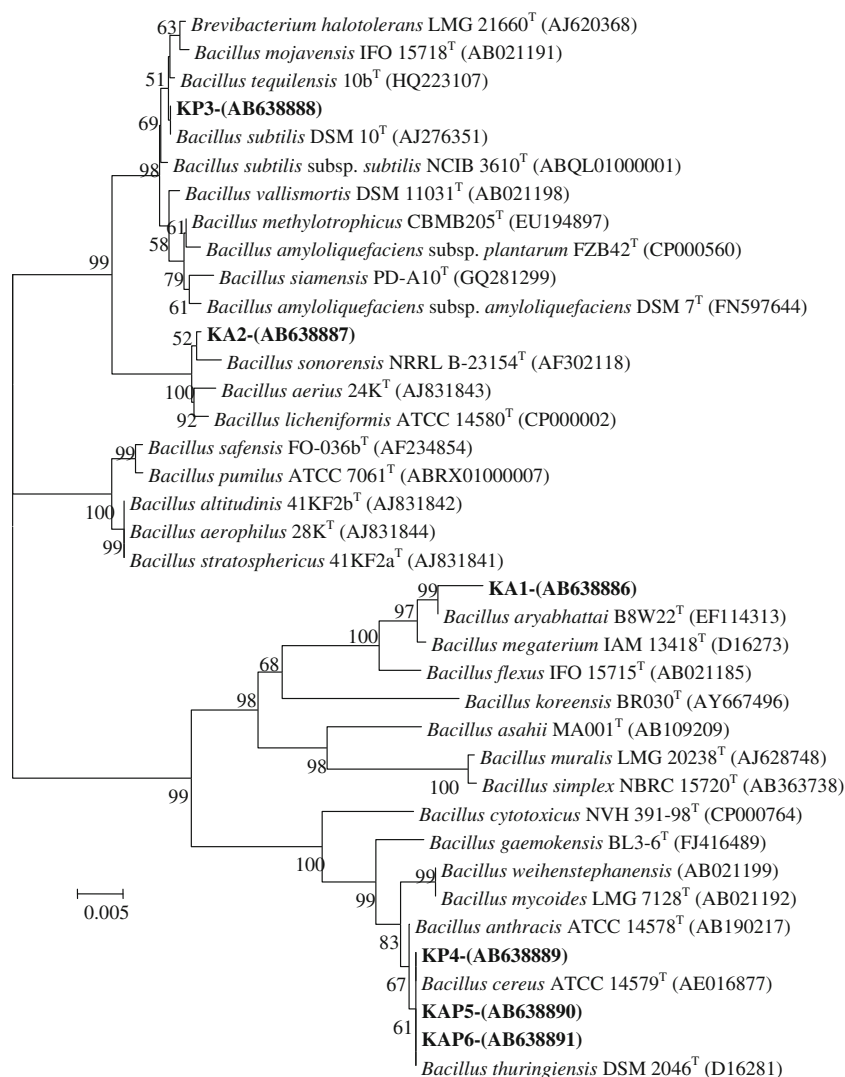 63
Brevibacterium halotolerans LMG 21660ᵀ (AJ620368)
Bacillus mojavensis IFO 15718ᵀ (AB021191)
51
Bacillus tequilensis 10bᵀ (HQ223107)
KP3-(AB638888)
69
Bacillus subtilis DSM 10ᵀ (AJ276351)
98
Bacillus subtilis subsp. subtilis NCIB 3610ᵀ (ABQL01000001)
Bacillus vallismortis DSM 11031ᵀ (AB021198)
61
Bacillus methylotrophicus CBMB205ᵀ (EU194897)
58
Bacillus amyloliquefaciens subsp. plantarum FZB42ᵀ (CP000560)
99
79
Bacillus siamensis PD-A10ᵀ (GQ281299)
61
Bacillus amyloliquefaciens subsp. amyloliquefaciens DSM 7ᵀ (FN597644)
52
KA2-(AB638887)
Bacillus sonorensis NRRL B-23154ᵀ (AF302118)
100
Bacillus aerius 24Kᵀ (AJ831843)
92
Bacillus licheniformis ATCC 14580ᵀ (CP000002)
99
Bacillus safensis FO-036bᵀ (AF234854)
Bacillus pumilus ATCC 7061ᵀ (ABRX01000007)
100
Bacillus altitudinis 41KF2bᵀ (AJ831842)
Bacillus aerophilus 28Kᵀ (AJ831844)
99
Bacillus stratosphericus 41KF2aᵀ (AJ831841)
99
KA1-(AB638886)
97
Bacillus aryabhattai B8W22ᵀ (EF114313)
100
Bacillus megaterium IAM 13418ᵀ (D16273)
68
Bacillus flexus IFO 15715ᵀ (AB021185)
98
Bacillus koreensis BR030ᵀ (AY667496)
Bacillus asahii MA001ᵀ (AB109209)
98
Bacillus muralis LMG 20238ᵀ (AJ628748)
100
Bacillus simplex NBRC 15720ᵀ (AB363738)
99
Bacillus cytotoxicus NVH 391-98ᵀ (CP000764)
100
Bacillus gaemokensis BL3-6ᵀ (FJ416489)
99
99
Bacillus weihenstephanensis (AB021199)
Bacillus mycoides LMG 7128ᵀ (AB021192)
0.005
83
Bacillus anthracis ATCC 14578ᵀ (AB190217)
KP4-(AB638889)
67
Bacillus cereus ATCC 14579ᵀ (AE016877)
KAP5-(AB638890)
61
KAP6-(AB638891)
Bacillus thuringiensis DSM 2046ᵀ (D16281)